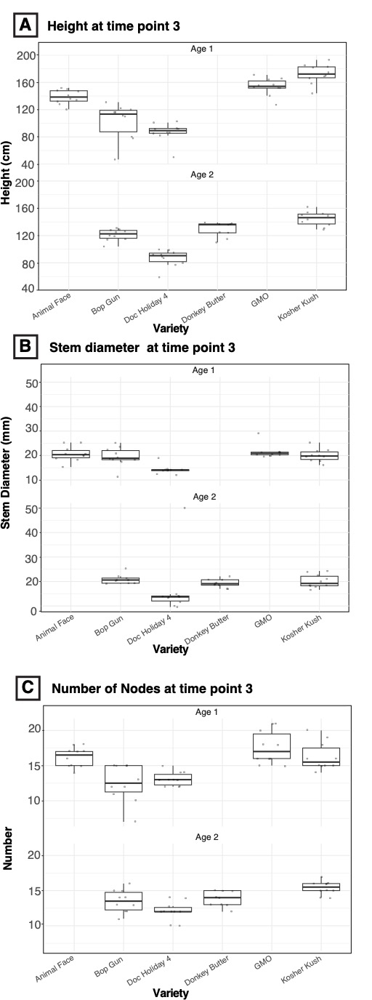 A Height at time point 3
Age 1
200
160
120
80
40
Age 2
200
160
120
80
40
Height (cm)
Animal Face
Bop Gun
Doc Holiday 4
Donkey Butter
GMO
Kosher Kush
Variety
B Stem diameter at time point 3
Age 1
50
40
30
20
10
Age 2
50
40
30
20
0
Stem Diameter (mm)
Animal Face
Bop Gun
Doc Holiday 4
Donkey Butter
GMO
Kosher Kush
Variety
C Number of Nodes at time point 3
Age 1
20
15
10
Age 2
20
15
10
Number
Animal Face
Bop Gun
Doc Holiday 4
Donkey Butter
GMO
Kosher Kush
Variety